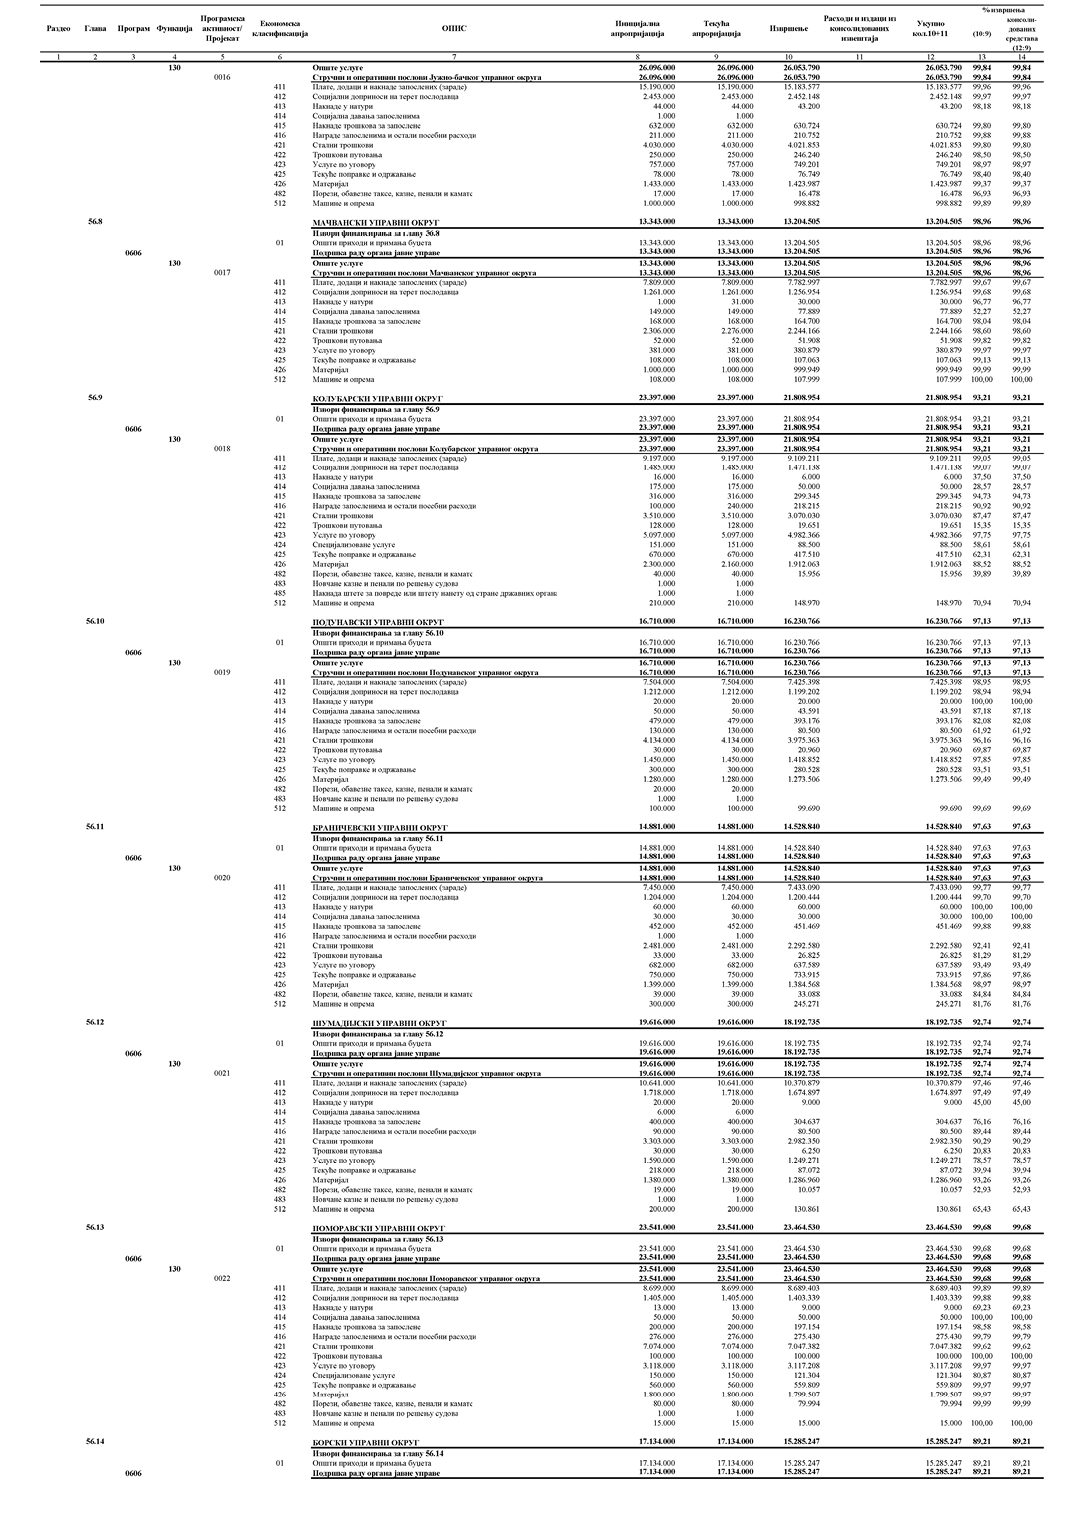 Раздео Глава Програм Функција Програмска активност/ Пројекат Економска класификација ОПИС Иницијална апропријација Текућа апропријација Извршење Расходи и издаци из консолидованих извештаја Укупно кол.10+11 % извршења (10:9) консоли-дованих средстава (12:9)
1 2 3 4 5 6 7 8 9 10 11 12 13 14
130 Опште услуге 26.096.000 26.096.000 26.053.790 26.053.790 99,84 99,84
0016 Стручни и оперативни послови Јужно-бачког управног округа 26.096.000 26.096.000 26.053.790 26.053.790 99,84 99,84
411 Плате, додаци и накнаде запослених (зараде) 15.190.000 15.190.000 15.183.577 15.183.577 99,96 99,96
412 Социјални доприноси на терет послодавца 2.453.000 2.453.000 2.452.148 2.452.148 99,97 99,97
413 Накнаде у натури 44.000 44.000 43.200 43.200 98,18 98,18
414 Социјална давања запосленима 1.000 1.000
415 Накнаде трошкова за запослене 632.000 632.000 630.724 630.724 99,80 99,80
416 Награде запосленима и остали посебни расходи 211.000 211.000 210.752 210.752 99,88 99,88
421 Стални трошкови 4.030.000 4.030.000 4.021.853 4.021.853 99,80 99,80
422 Трошкови путовања 250.000 250.000 246.240 246.240 98,50 98,50
423 Услуге по уговору 757.000 757.000 749.201 749.201 98,97 98,97
425 Текуће поправке и одржавање 78.000 78.000 76.749 76.749 98,40 98,40
426 Материјал 1.433.000 1.433.000 1.423.987 1.423.987 99,37 99,37
482 Порези, обавезне таксе, казне, пенали и камате 17.000 17.000 16.478 16.478 96,93 96,93
512 Машине и опрема 1.000.000 1.000.000 998.882 998.882 99,89 99,89
56.8 МАЧВАНСКИ УПРАВНИ ОКРУГ 13.343.000 13.343.000 13.204.505 13.204.505 98,96 98,96
Извори финансирања за главу 56.8
01 Општи приходи и примања буџета 13.343.000 13.343.000 13.204.505 13.204.505 98,96 98,96
0606 Подршка раду органа јавне управе 13.343.000 13.343.000 13.204.505 13.204.505 98,96 98,96
130 Опште услуге 13.343.000 13.343.000 13.204.505 13.204.505 98,96 98,96
0017 Стручни и оперативни послови Мачванског управног округа 13.343.000 13.343.000 13.204.505 13.204.505 98,96 98,96
411 Плате, додаци и накнаде запослених (зараде) 7.809.000 7.809.000 7.782.997 7.782.997 99,67 99,67
412 Социјални доприноси на терет послодавца 1.261.000 1.261.000 1.256.954 1.256.954 99,68 99,68
413 Накнаде у натури 1.000 31.000 30.000 30.000 96,77 96,77
414 Социјална давања запосленима 149.000 149.000 77.889 77.889 52,27 52,27
415 Накнаде трошкова за запослене 168.000 168.000 164.700 164.700 98,04 98,04
421 Стални трошкови 2.306.000 2.276.000 2.244.166 2.244.166 98,60 98,60
422 Трошкови путовања 52.000 52.000 51.908 51.908 99,82 99,82
423 Услуге по уговору 381.000 381.000 380.879 380.879 99,97 99,97
425 Текуће поправке и одржавање 108.000 108.000 107.063 107.063 99,13 99,13
426 Материјал 1.000.000 1.000.000 999.949 999.949 99,99 99,99
512 Машине и опрема 108.000 108.000 107.999 107.999 100,00 100,00
56.9 КОЛУБАРСКИ УПРАВНИ ОКРУГ 23.397.000 23.397.000 21.808.954 21.808.954 93,21 93,21
Извори финансирања за главу 56.9
01 Општи приходи и примања буџета 23.397.000 23.397.000 21.808.954 21.808.954 93,21 93,21
0606 Подршка раду органа јавне управе 23.397.000 23.397.000 21.808.954 21.808.954 93,21 93,21
130 Опште услуге 23.397.000 23.397.000 21.808.954 21.808.954 93,21 93,21
0018 Стручни и оперативни послови Колубарског управног округа 23.397.000 23.397.000 21.808.954 21.808.954 93,21 93,21
411 Плате, додаци и накнаде запослених (зараде) 9.197.000 9.197.000 9.109.211 9.109.211 99,05 99,05
412 Социјални доприноси на терет послодавца 1.485.000 1.485.000 1.471.138 1.471.138 99,07 99,07
413 Накнаде у натури 16.000 16.000 6.000 6.000 37,50 37,50
414 Социјална давања запосленима 175.000 175.000 50.000 50.000 28,57 28,57
415 Накнаде трошкова за запослене 316.000 316.000 299.345 299.345 94,73 94,73
416 Награде запосленима и остали посебни расходи 100.000 240.000 218.215 218.215 90,92 90,92
421 Стални трошкови 3.510.000 3.510.000 3.070.030 3.070.030 87,47 87,47
422 Трошкови путовања 128.000 128.000 19.651 19.651 15,35 15,35
423 Услуге по уговору 5.097.000 5.097.000 4.982.366 4.982.366 97,75 97,75
424 Специјализоване услуге 151.000 151.000 88.500 88.500 58,61 58,61
425 Текуће поправке и одржавање 670.000 670.000 417.510 417.510 62,31 62,31
426 Материјал 2.300.000 2.160.000 1.912.063 1.912.063 88,52 88,52
482 Порези, обавезне таксе, казне, пенали и камате 40.000 40.000 15.956 15.956 39,89 39,89
483 Новчане казне и пенали по решењу судова 1.000 1.000
485 Накнада штете за повреде или штету нанету од стране државних органа 1.000 1.000
512 Машине и опрема 210.000 210.000 148.970 148.970 70,94 70,94
56.10 ПОДУНАВСКИ УПРАВНИ ОКРУГ 16.710.000 16.710.000 16.230.766 16.230.766 97,13 97,13
Извори финансирања за главу 56.10
01 Општи приходи и примања буџета 16.710.000 16.710.000 16.230.766 16.230.766 97,13 97,13
0606 Подршка раду органа јавне управе 16.710.000 16.710.000 16.230.766 16.230.766 97,13 97,13
130 Опште услуге 16.710.000 16.710.000 16.230.766 16.230.766 97,13 97,13
0019 Стручни и оперативни послови Подунавског управног округа 16.710.000 16.710.000 16.230.766 16.230.766 97,13 97,13
411 Плате, додаци и накнаде запослених (зараде) 7.504.000 7.504.000 7.425.398 7.425.398 98,95 98,95
412 Социјални доприноси на терет послодавца 1.212.000 1.212.000 1.199.202 1.199.202 98,94 98,94
413 Накнаде у натури 20.000 20.000 20.000 20.000 100,00 100,00
414 Социјална давања запосленима 50.000 50.000 43.591 43.591 87,18 87,18
415 Накнаде трошкова за запослене 479.000 479.000 393.176 393.176 82,08 82,08
416 Награде запосленима и остали посебни расходи 130.000 130.000 80.500 80.500 61,92 61,92
421 Стални трошкови 4.134.000 4.134.000 3.975.363 3.975.363 96,16 96,16
422 Трошкови путовања 30.000 30.000 20.960 20.960 69,87 69,87
423 Услуге по уговору 1.450.000 1.450.000 1.418.852 1.418.852 97,85 97,85
425 Текуће поправке и одржавање 300.000 300.000 280.528 280.528 93,51 93,51
426 Материјал 1.280.000 1.280.000 1.273.506 1.273.506 99,49 99,49
482 Порези, обавезне таксе, казне, пенали и камате 20.000 20.000
483 Новчане казне и пенали по решењу судова 1.000 1.000
512 Машине и опрема 100.000 100.000 99.690 99.690 99,69 99,69
56.11 БРАНИЧЕВСКИ УПРАВНИ ОКРУГ 14.881.000 14.881.000 14.528.840 14.528.840 97,63 97,63
Извори финансирања за главу 56.11
01 Општи приходи и примања буџета 14.881.000 14.881.000 14.528.840 14.528.840 97,63 97,63
0606 Подршка раду органа јавне управе 14.881.000 14.881.000 14.528.840 14.528.840 97,63 97,63
130 Опште услуге 14.881.000 14.881.000 14.528.840 14.528.840 97,63 97,63
0020 Стручни и оперативни послови Браничевског управног округа 14.881.000 14.881.000 14.528.840 14.528.840 97,63 97,63
411 Плате, додаци и накнаде запослених (зараде) 7.450.000 7.450.000 7.433.090 7.433.090 99,77 99,77
412 Социјални доприноси на терет послодавца 1.204.000 1.204.000 1.200.444 1.200.444 99,70 99,70
413 Накнаде у натури 60.000 60.000 60.000 60.000 100,00 100,00
414 Социјална давања запосленима 30.000 30.000 30.000 30.000 100,00 100,00
415 Накнаде трошкова за запослене 452.000 452.000 451.469 451.469 99,88 99,88
416 Награде запосленима и остали посебни расходи 1.000 1.000
421 Стални трошкови 2.481.000 2.481.000 2.292.580 2.292.580 92,41 92,41
422 Трошкови путовања 33.000 33.000 26.825 26.825 81,29 81,29
423 Услуге по уговору 682.000 682.000 637.589 637.589 93,49 93,49
425 Текуће поправке и одржавање 750.000 750.000 733.915 733.915 97,86 97,86
426 Материјал 1.399.000 1.399.000 1.384.568 1.384.568 98,97 98,97
482 Порези, обавезне таксе, казне, пенали и камате 39.000 39.000 33.088 33.088 84,84 84,84
512 Машине и опрема 300.000 300.000 245.271 245.271 81,76 81,76
56.12 ШУМАДИЈСКИ УПРАВНИ ОКРУГ 19.616.000 19.616.000 18.192.735 18.192.735 92,74 92,74
Извори финансирања за главу 56.12
01 Општи приходи и примања буџета 19.616.000 19.616.000 18.192.735 18.192.735 92,74 92,74
0606 Подршка раду органа јавне управе 19.616.000 19.616.000 18.192.735 18.192.735 92,74 92,74
130 Опште услуге 19.616.000 19.616.000 18.192.735 18.192.735 92,74 92,74
0021 Стручни и оперативни послови Шумадијског управног округа 19.616.000 19.616.000 18.192.735 18.192.735 92,74 92,74
411 Плате, додаци и накнаде запослених (зараде) 10.641.000 10.641.000 10.370.879 10.370.879 97,46 97,46
412 Социјални доприноси на терет послодавца 1.718.000 1.718.000 1.674.897 1.674.897 97,49 97,49
413 Накнаде у натури 20.000 20.000 9.000 9.000 45,00 45,00
414 Социјална давања запосленима 6.000 6.000
415 Накнаде трошкова за запослене 400.000 400.000 304.637 304.637 76,16 76,16
416 Награде запосленима и остали посебни расходи 90.000 90.000 80.500 80.500 89,44 89,44
421 Стални трошкови 3.303.000 3.303.000 2.982.350 2.982.350 90,29 90,29
422 Трошкови путовања 30.000 30.000 6.250 6.250 20,83 20,83
423 Услуге по уговору 1.590.000 1.590.000 1.249.271 1.249.271 78,57 78,57
425 Текуће поправке и одржавање 218.000 218.000 87.072 87.072 39,94 39,94
426 Материјал 1.380.000 1.380.000 1.286.960 1.286.960 93,26 93,26
482 Порези, обавезне таксе, казне, пенали и камате 19.000 19.000 10.057 10.057 52,93 52,93
483 Новчане казне и пенали по решењу судова 1.000 1.000
512 Машине и опрема 200.000 200.000 130.861 130.861 65,43 65,43
56.13 ПОМОРАВСКИ УПРАВНИ ОКРУГ 23.541.000 23.541.000 23.464.530 23.464.530 99,68 99,68
Извори финансирања за главу 56.13
01 Општи приходи и примања буџета 23.541.000 23.541.000 23.464.530 23.464.530 99,68 99,68
0606 Подршка раду органа јавне управе 23.541.000 23.541.000 23.464.530 23.464.530 99,68 99,68
130 Опште услуге 23.541.000 23.541.000 23.464.530 23.464.530 99,68 99,68
0022 Стручни и оперативни послови Поморавског управног округа 23.541.000 23.541.000 23.464.530 23.464.530 99,68 99,68
411 Плате, додаци и накнаде запослених (зараде) 8.699.000 8.699.000 8.689.403 8.689.403 99,89 99,89
412 Социјални доприноси на терет послодавца 1.405.000 1.405.000 1.403.339 1.403.339 99,88 99,88
413 Накнаде у натури 13.000 13.000 9.000 9.000 69,23 69,23
414 Социјална давања запосленима 50.000 50.000 50.000 50.000 100,00 100,00
415 Накнаде трошкова за запослене 200.000 200.000 197.154 197.154 98,58 98,58
416 Награде запосленима и остали посебни расходи 276.000 276.000 275.430 275.430 99,79 99,79
421 Стални трошкови 7.074.000 7.074.000 7.047.382 7.047.382 99,62 99,62
422 Трошкови путовања 100.000 100.000 100.000 100.000 100,00 100,00
423 Услуге по уговору 3.118.000 3.118.000 3.117.208 3.117.208 99,97 99,97
424 Специјализоване услуге 150.000 150.000 121.304 121.304 80,87 80,87
425 Текуће поправке и одржавање 560.000 560.000 559.809 559.809 99,97 99,97
426 Материјал 1.800.000 1.800.000 1.799.507 1.799.507 99,97 99,97
482 Порези, обавезне таксе, казне, пенали и камате 80.000 80.000 79.994 79.994 99,99 99,99
483 Новчане казне и пенали по решењу судова 1.000 1.000
512 Машине и опрема 15.000 15.000 15.000 15.000 100,00 100,00
56.14 БОРСКИ УПРАВНИ ОКРУГ 17.134.000 17.134.000 15.285.247 15.285.247 89,21 89,21
Извори финансирања за главу 56.14
01 Општи приходи и примања буџета 17.134.000 17.134.000 15.285.247 15.285.247 89,21 89,21
0606 Подршка раду органа јавне управе 17.134.000 17.134.000 15.285.247 15.285.247 89,21 89,21